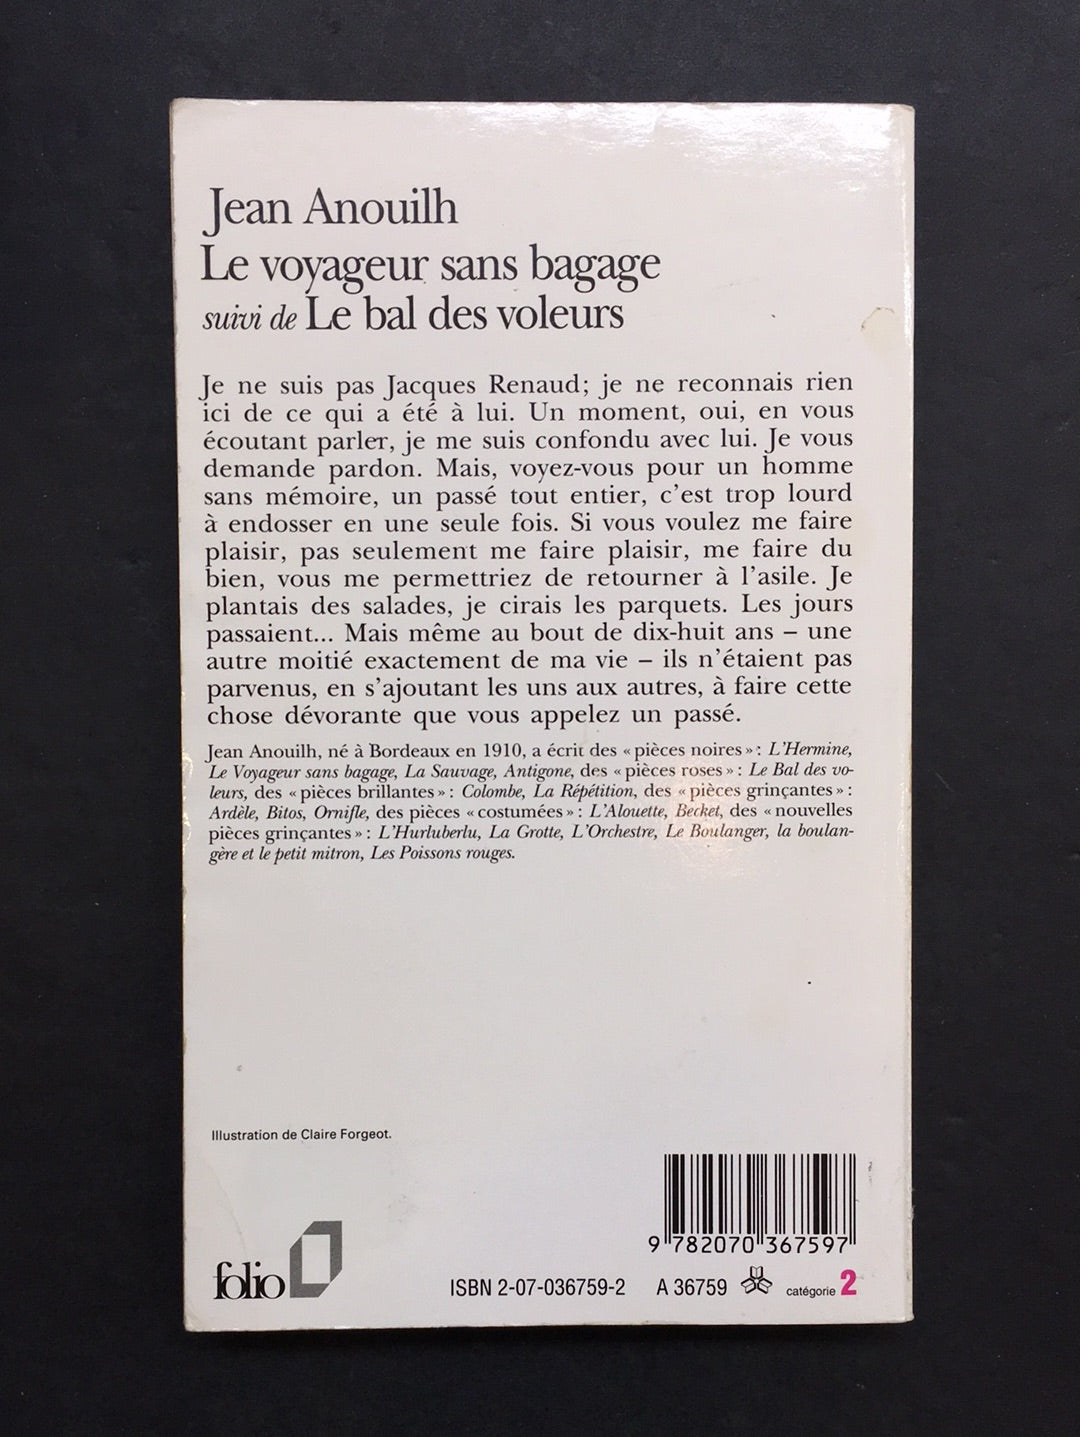 Jean Anouilh
Le voyageur sans bagage
suivi de Le bal des voleurs
Je ne suis pas Jacques Renaud; je ne reconnais rien
ici de ce qui a été à lui. Un moment, oui, en vous
écoutant parler, je me suis confondu avec lui. Je vous
demande pardon. Mais, voyez-vous pour un homme
sans mémoire, un passé tout entier, c'est trop lourd
à endosser en une seule fois. Si vous voulez me faire
plaisir, pas seulement me faire plaisir, me faire du
bien, vous me permettriez de retourner à l'asile. Je
plantais des salades, je cirais les parquets. Les jours
passaient... Mais même au bout de dix-huit ans – une
autre moitié exactement de ma vie – ils n'étaient pas
parvenus, en s'ajoutant les uns aux autres, à faire cette
chose dévorante que vous appelez un passé.
Jean Anouilh, né à Bordeaux en 1910, a écrit des « pièces noires » : L'Hermine,
Le Voyageur sans bagage, La Sauvage, Antigone, des « pièces roses » : Le Bal des vo-
leurs, des « pièces brillantes » : Colombe, La Répétition, des « pièces grinçantes » :
Ardèle, Bitos, Ornifle, des pièces « costumées » : L'Alouette, Becket, des « nouvelles
pièces grinçantes » : L'Hurluberlu, La Grotte, L'Orchestre, Le Boulanger, la boulan-
gère et le petit mitron, Les Poissons rouges.
Illustration de Claire Forgeot.
9 782070 367597
folio
ISBN 2-07-036759-2 A 36759 catégorie 2